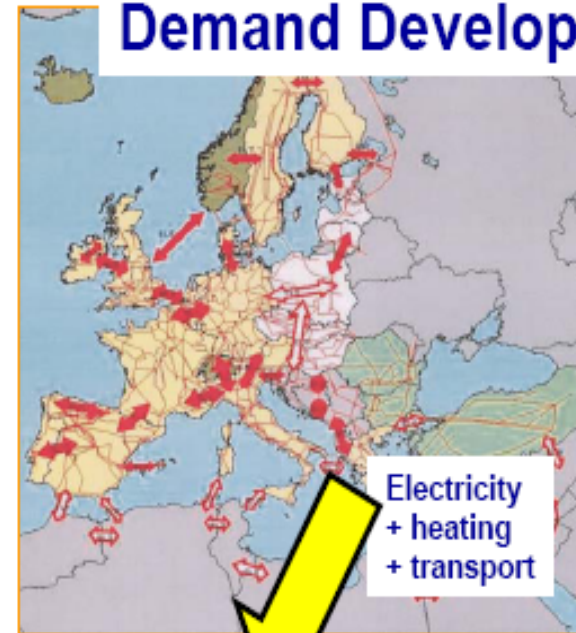 Demand Develop
Electricity
+ heating
+ transport